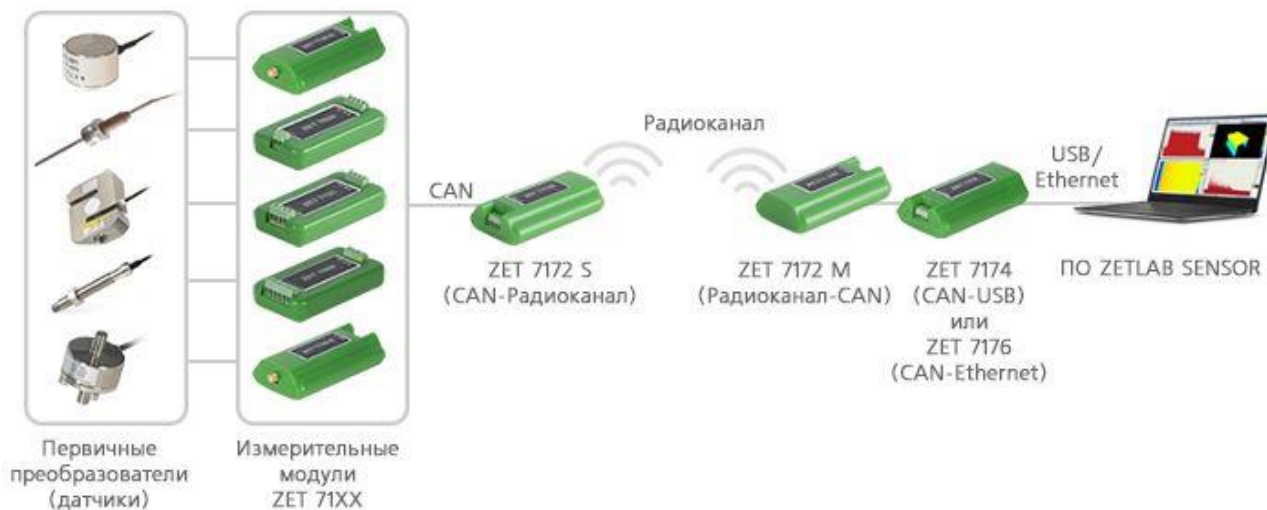 Радиоканал
USB/
Ethernet
CAN
ZET 7172 S
(CAN-Радиоканал)
ZET 7172 M
(Радиоканал-CAN)
ZET 7174
(CAN-USB)
или
ZET 7176
(CAN-Ethernet)
ПО ZETLAB SENSOR
Первичные
преобразователи
(датчики)
Измерительные
модули
ZET 71XX